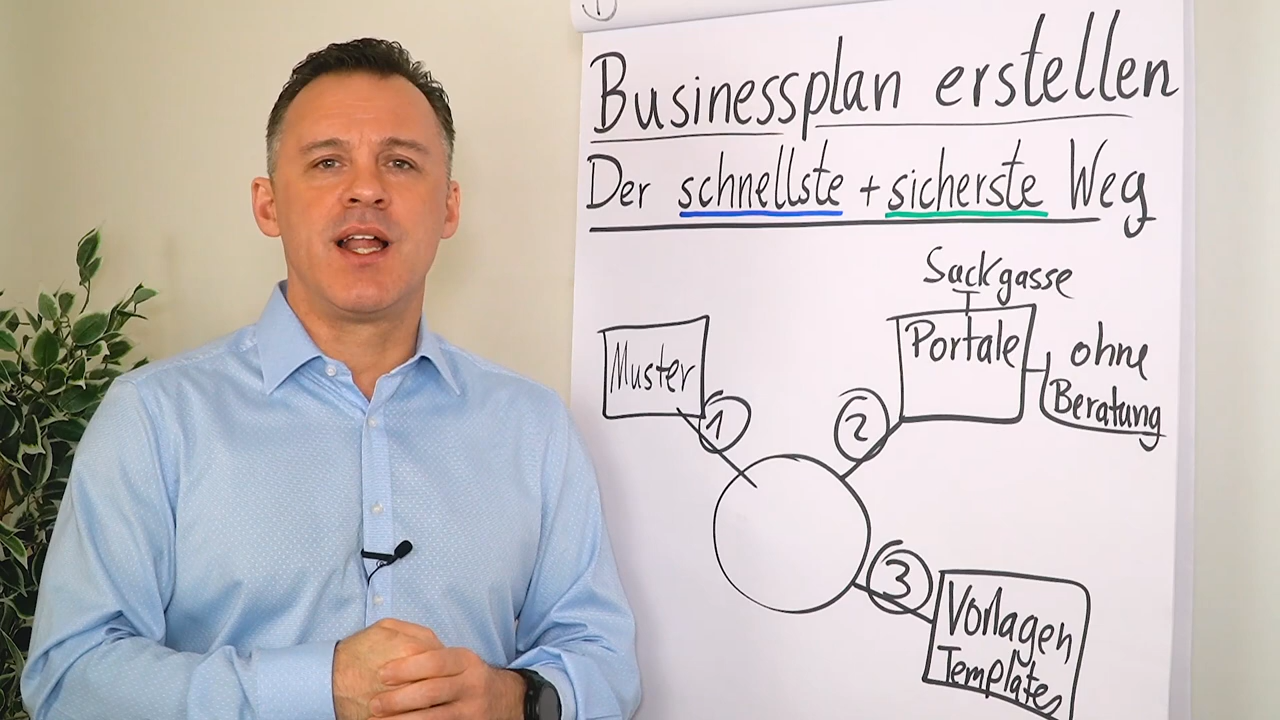 Businessplan erstellen
Der schnellste + sicherste Weg
Sackgasse
Muster
1
2
Portale
ohne
Beratung
3
Vorlagen
Templates